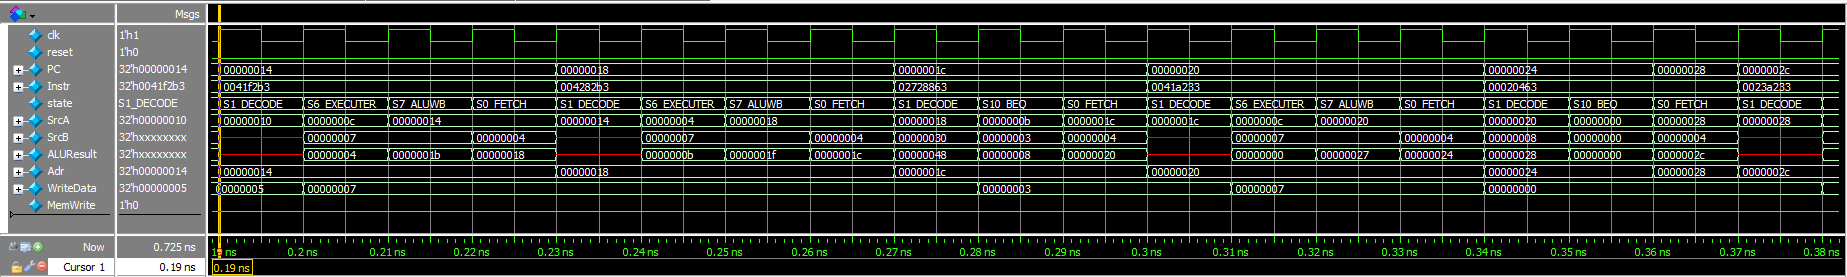 Msgs
clk 1'h1
reset 1'h0
PC 32'h00000014 00000014 00000018 0000001c 00000020 00000024 00000028 0000002c
Instr 32'h0041f2b3 0041f2b3 004282b3 02728863 0041a233 00020463 0023a233
state S1_DECODE S1_DECODE S6_EXECUTER S7_ALUWB S0_FETCH S1_DECODE S6_EXECUTER S7_ALUWB S0_FETCH S1_DECODE S10_BEQ S0_FETCH S1_DECODE S6_EXECUTER S7_ALUWB S0_FETCH S1_DECODE S10_BEQ S0_FETCH S1_DECODE
SrcA 32'h00000010 00000010 0000000c 00000014 00000014 00000004 00000018 00000018 0000000b 0000001c 0000001c 0000000c 00000020 00000020 00000000 00000028 00000028
SrcB 32'hxxxxxxxx 00000007 00000004 00000007 00000004 00000030 00000003 00000004 00000007 00000004 00000008 00000000 00000004
ALUResult 32'hxxxxxxxx 00000004 0000001b 00000018 0000000b 0000001f 0000001c 00000048 00000008 00000020 00000000 00000027 00000024 00000028 00000000 0000002c
Adr 32'h00000014 00000014 00000018 0000001c 00000020 00000024 00000028 0000002c
WriteData 32'h00000005 0000005 00000007 00000003 00000007 00000000
MemWrite 1'h0
Now 0.725 ns 0.2 ns 0.21 ns 0.22 ns 0.23 ns 0.24 ns 0.25 ns 0.26 ns 0.27 ns 0.28 ns 0.29 ns 0.3 ns 0.31 ns 0.32 ns 0.33 ns 0.34 ns 0.35 ns 0.36 ns 0.37 ns 0.38 ns
Cursor 1 0.19 ns 0.19 ns